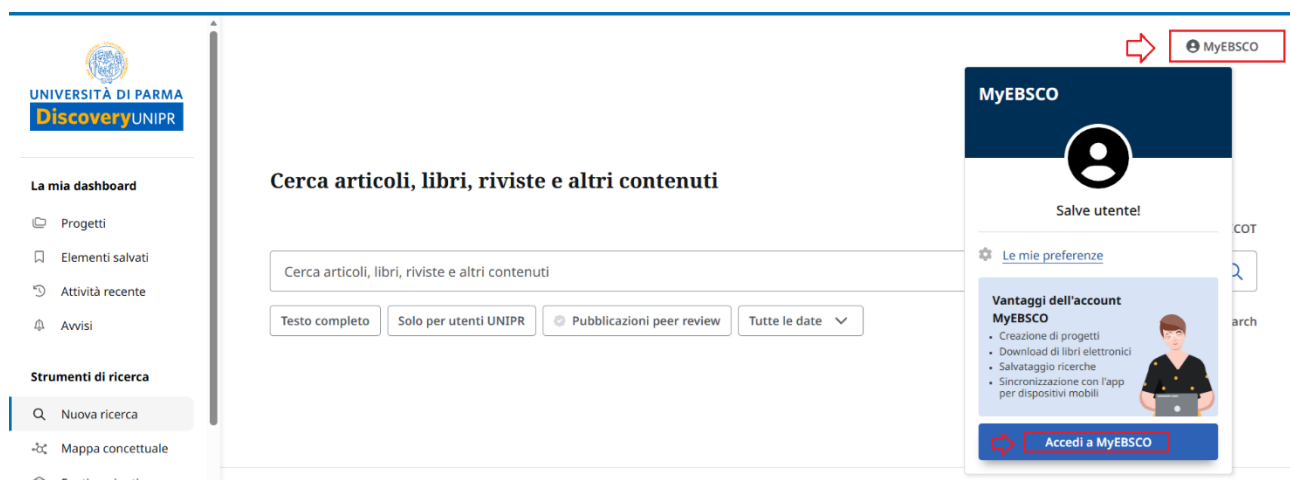 UNIVERSITÀ DI PARMA
DiscoveryUNIPR
La mia dashboard
Progetti
Elementi salvati
Attività recente
Avvisi
Strumenti di ricerca
Nuova ricerca
Mappa concettuale
MyEBSCO
Cerca articoli, libri, riviste e altri contenuti
Cerca articoli, libri, riviste e altri contenuti
Testo completo
Solo per utenti UNIPR
Pubblicazioni peer review
Tutte le date
MyEBSCO
Salve utente!
Le mie preferenze
Vantaggi dell'account
MyEBSCO
• Creazione di progetti
• Download di libri elettronici
• Salvataggio ricerche
• Sincronizzazione con l'app
per dispositivi mobili
Accedi a MyEBSCO
COT
arch